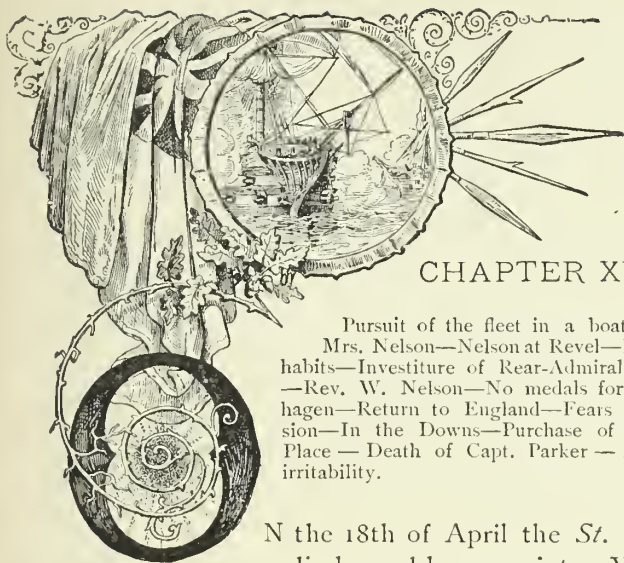 CHAPTER X
Pursuit of the fleet in a boat
Mrs. Nelson—Nelson at Revel—
habits—Investiture of Rear-Admiral
—Rev. W. Nelson—No medals for
hagen—Return to England—Fears
sion—In the Downs—Purchase of
Place — Death of Capt. Parker —
irritability.
ON the 18th of April the St.